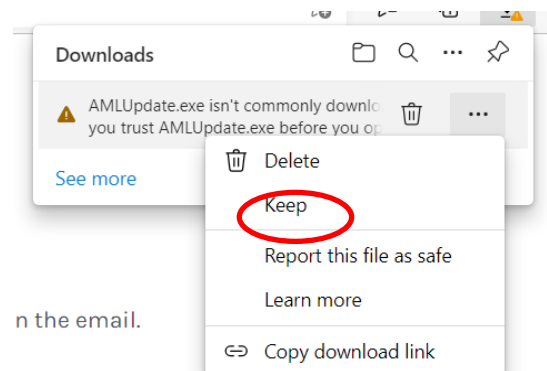 Downloads
AMLUpdate.exe isn't commonly downlo
you trust AMLUpdate.exe before you op
See more
Delete
Keep
Report this file as safe
Learn more
n the email.
Copy download link